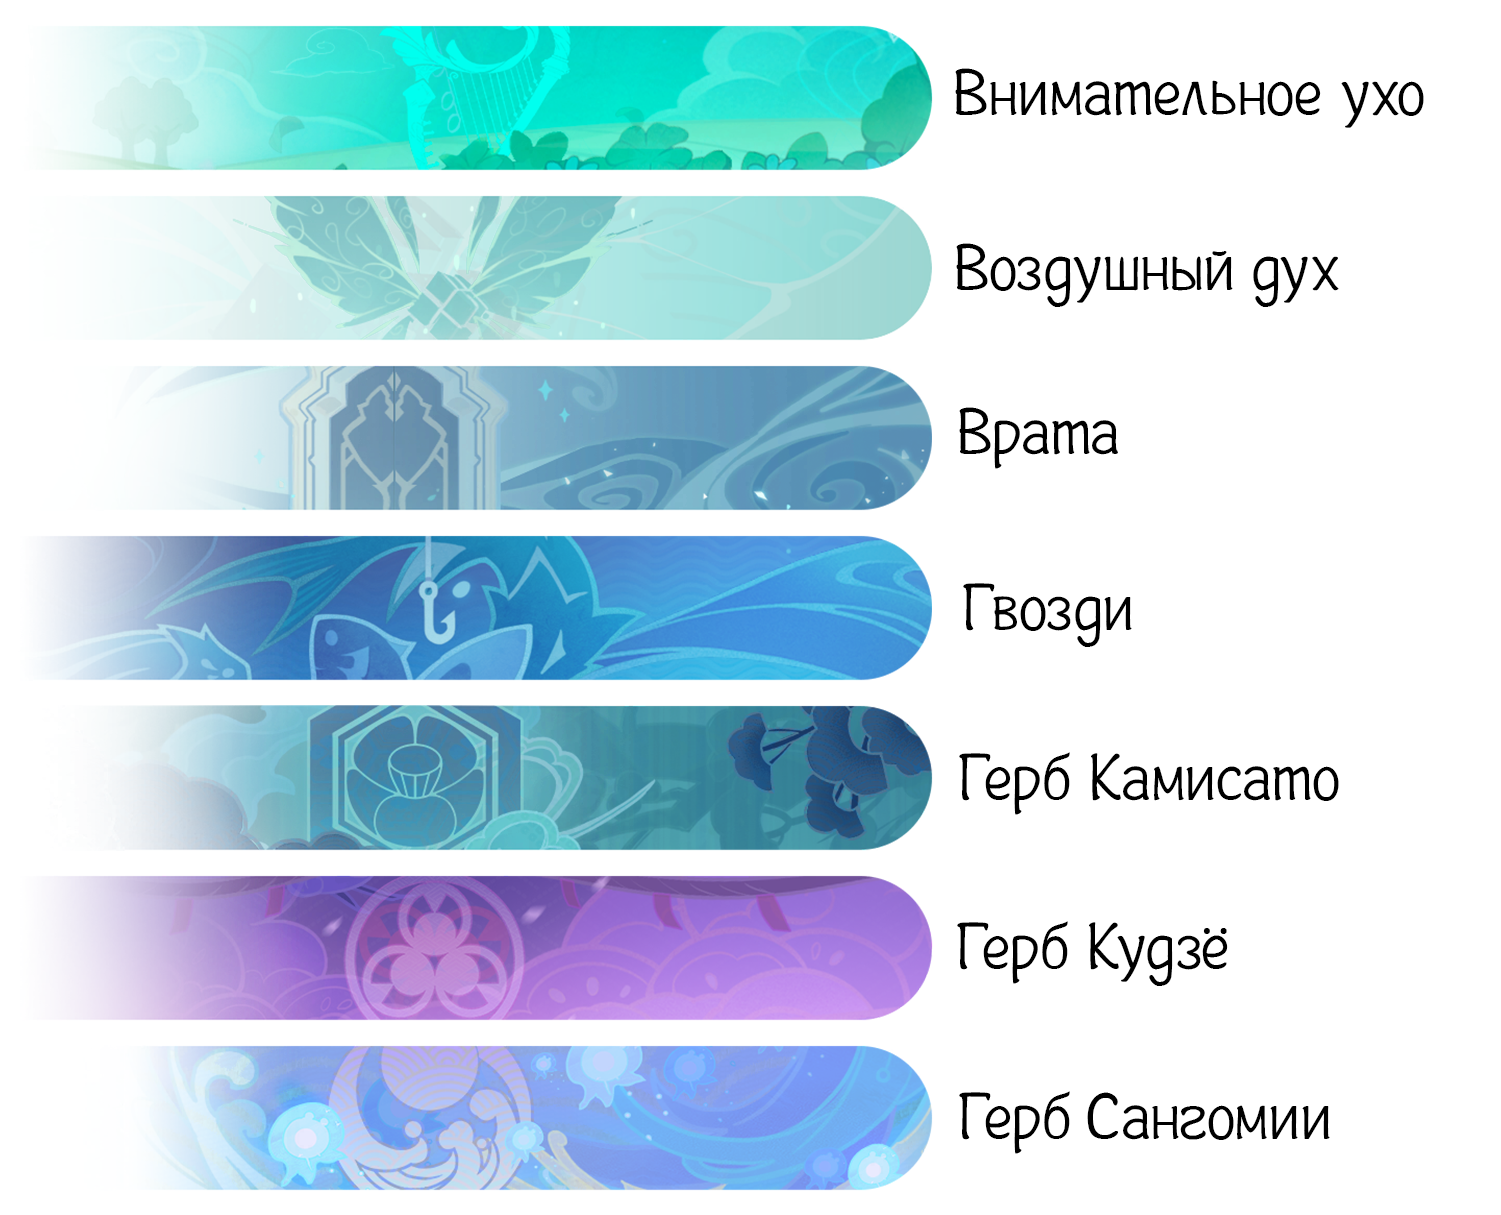 Внимательное ухо
Воздушный дух
Врата
Гвозди
Герб Камисато
Герб Кудзё
Герб Сангомии